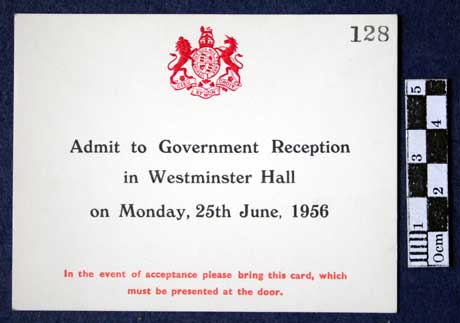 128
Admit to Government Reception
in Westminster Hall
on Monday, 25th June, 1956
In the event of acceptance please bring this card, which
must be presented at the door.
0cm
1
2
3
4
5